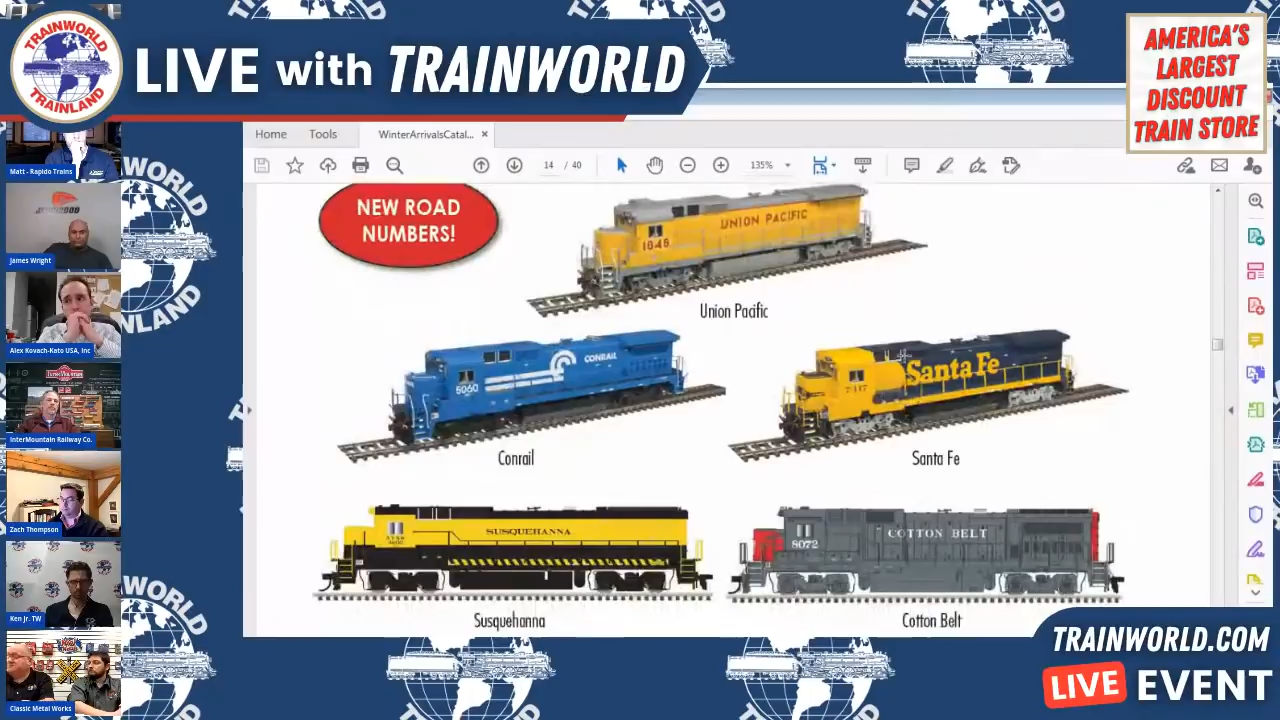 TRAINWORLD
TRAINLAND
LIVE with TRAINWORLD
AMERICA'S
LARGEST
DISCOUNT
TRAIN STORE
Home
Tools
WinterArrivalsCatal...
14 / 40
135%
NEW ROAD
NUMBERS!
UNION PACIFIC
1848
Union Pacific
CONRAIL
5060
Conrail
Santa Fe
Santa Fe
SUSQUEHANNA
Susquehanna
COTTON BELT
8072
Cotton Belt
Matt - Rapido Trains
James Wright
Alex Kovach-Kato USA, Inc
InterMountain Railway Co.
Zach Thompson
Ken Jr. TW
Classic Metal Works
TRAINWORLD.COM
LIVE EVENT